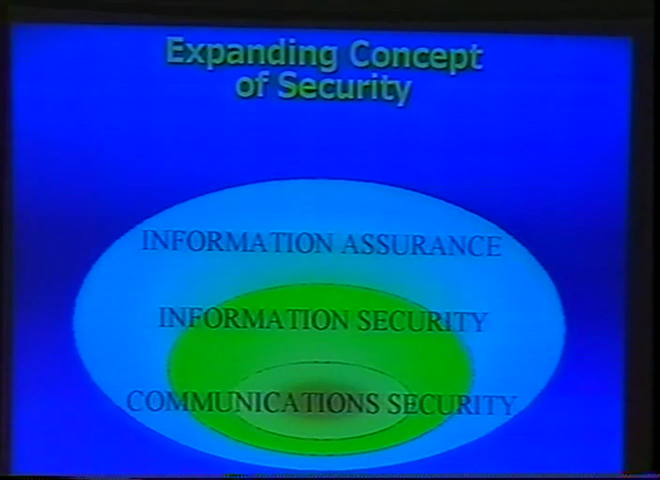 Expanding Concept
of Security
INFORMATION ASSURANCE
INFORMATION SECURITY
COMMUNICATIONS SECURITY